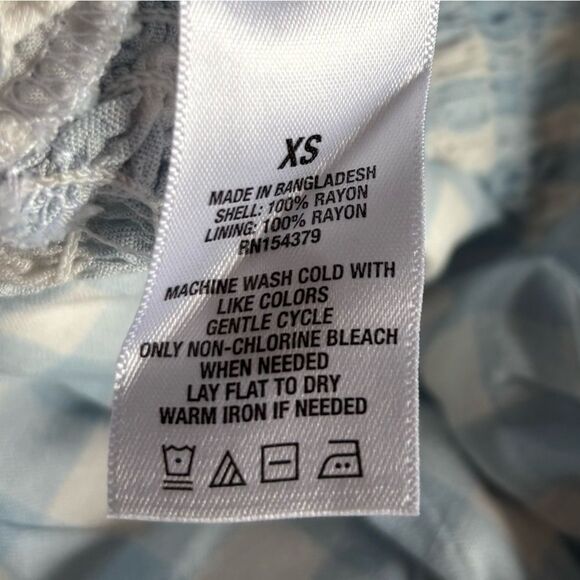 XS
MADE IN BANGLADESH
SHELL: 100% RAYON
LINING: 100% RAYON
RN154379
MACHINE WASH COLD WITH
LIKE COLORS
GENTLE CYCLE
ONLY NON-CHLORINE BLEACH
WHEN NEEDED
LAY FLAT TO DRY
WARM IRON IF NEEDED